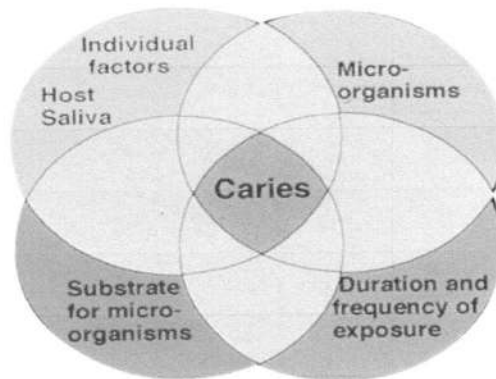 Individual
factors
Host
Saliva
Micro-
organisms
Caries
Substrate
for micro-
organisms
Duration and
frequency of
exposure